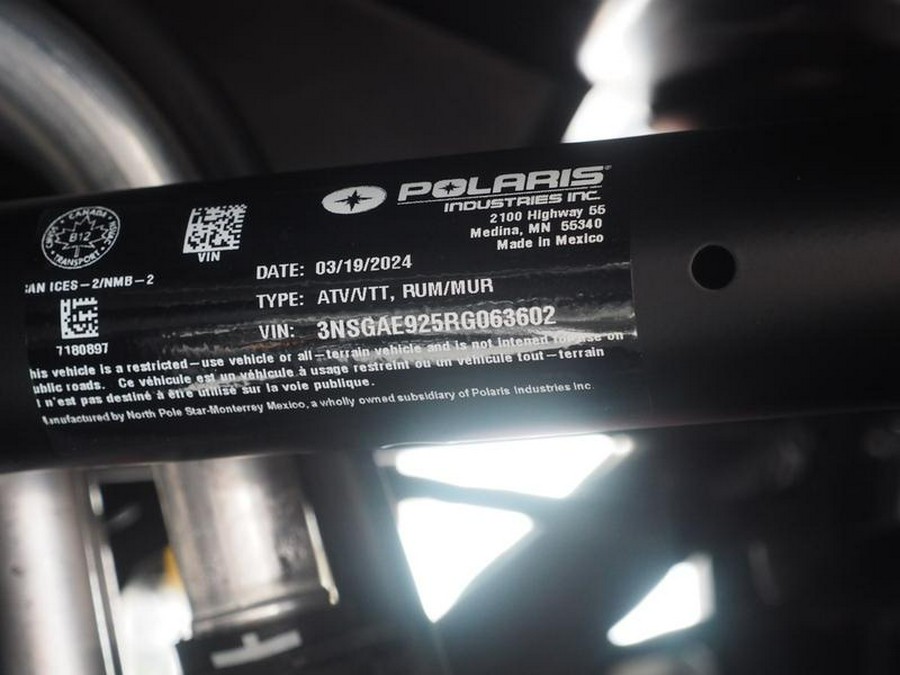 CANADA
B12
TRANSPORT
VIN
AN ICES-2/NMB-2
7180897
POLARIS
INDUSTRIES INC.
2100 Highway 55
Medina, MN 55340
Made in Mexico
DATE: 03/19/2024
TYPE: ATV/VTT, RUM/MUR
VIN: 3NSGAE925RG063602
his vehicle is a restricted-use vehicle or all-terrain vehicle and is not intended for use on
ublic roads. Ce véhicule est un véhicule à usage restreint ou un véhicule tout-terrain
t n'est pas destiné à être utilisé sur la voie publique.
anufactured by North Pole Star-Monterrey Mexico, a wholly owned subsidiary of Polaris Industries Inc.